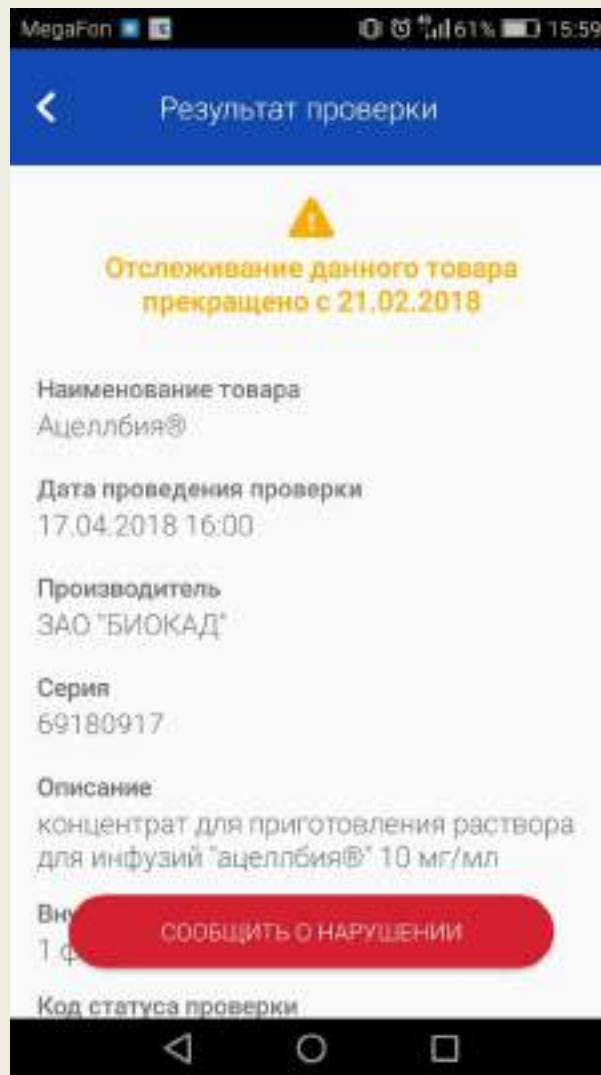 MegaFon
61% 15:59
Результат проверки
Отслеживание данного товара
прекращено с 21.02.2018
Наименование товара
Ацеллбия®
Дата проведения проверки
17.04.2018 16:00
Производитель
ЗАО "БИОКАД"
Серия
69180917
Описание
концентрат для приготовления раствора
для инфузий "ацеллбия®" 10 мг/мл
СООБЩИТЬ О НАРУШЕНИИ
Код статуса проверки